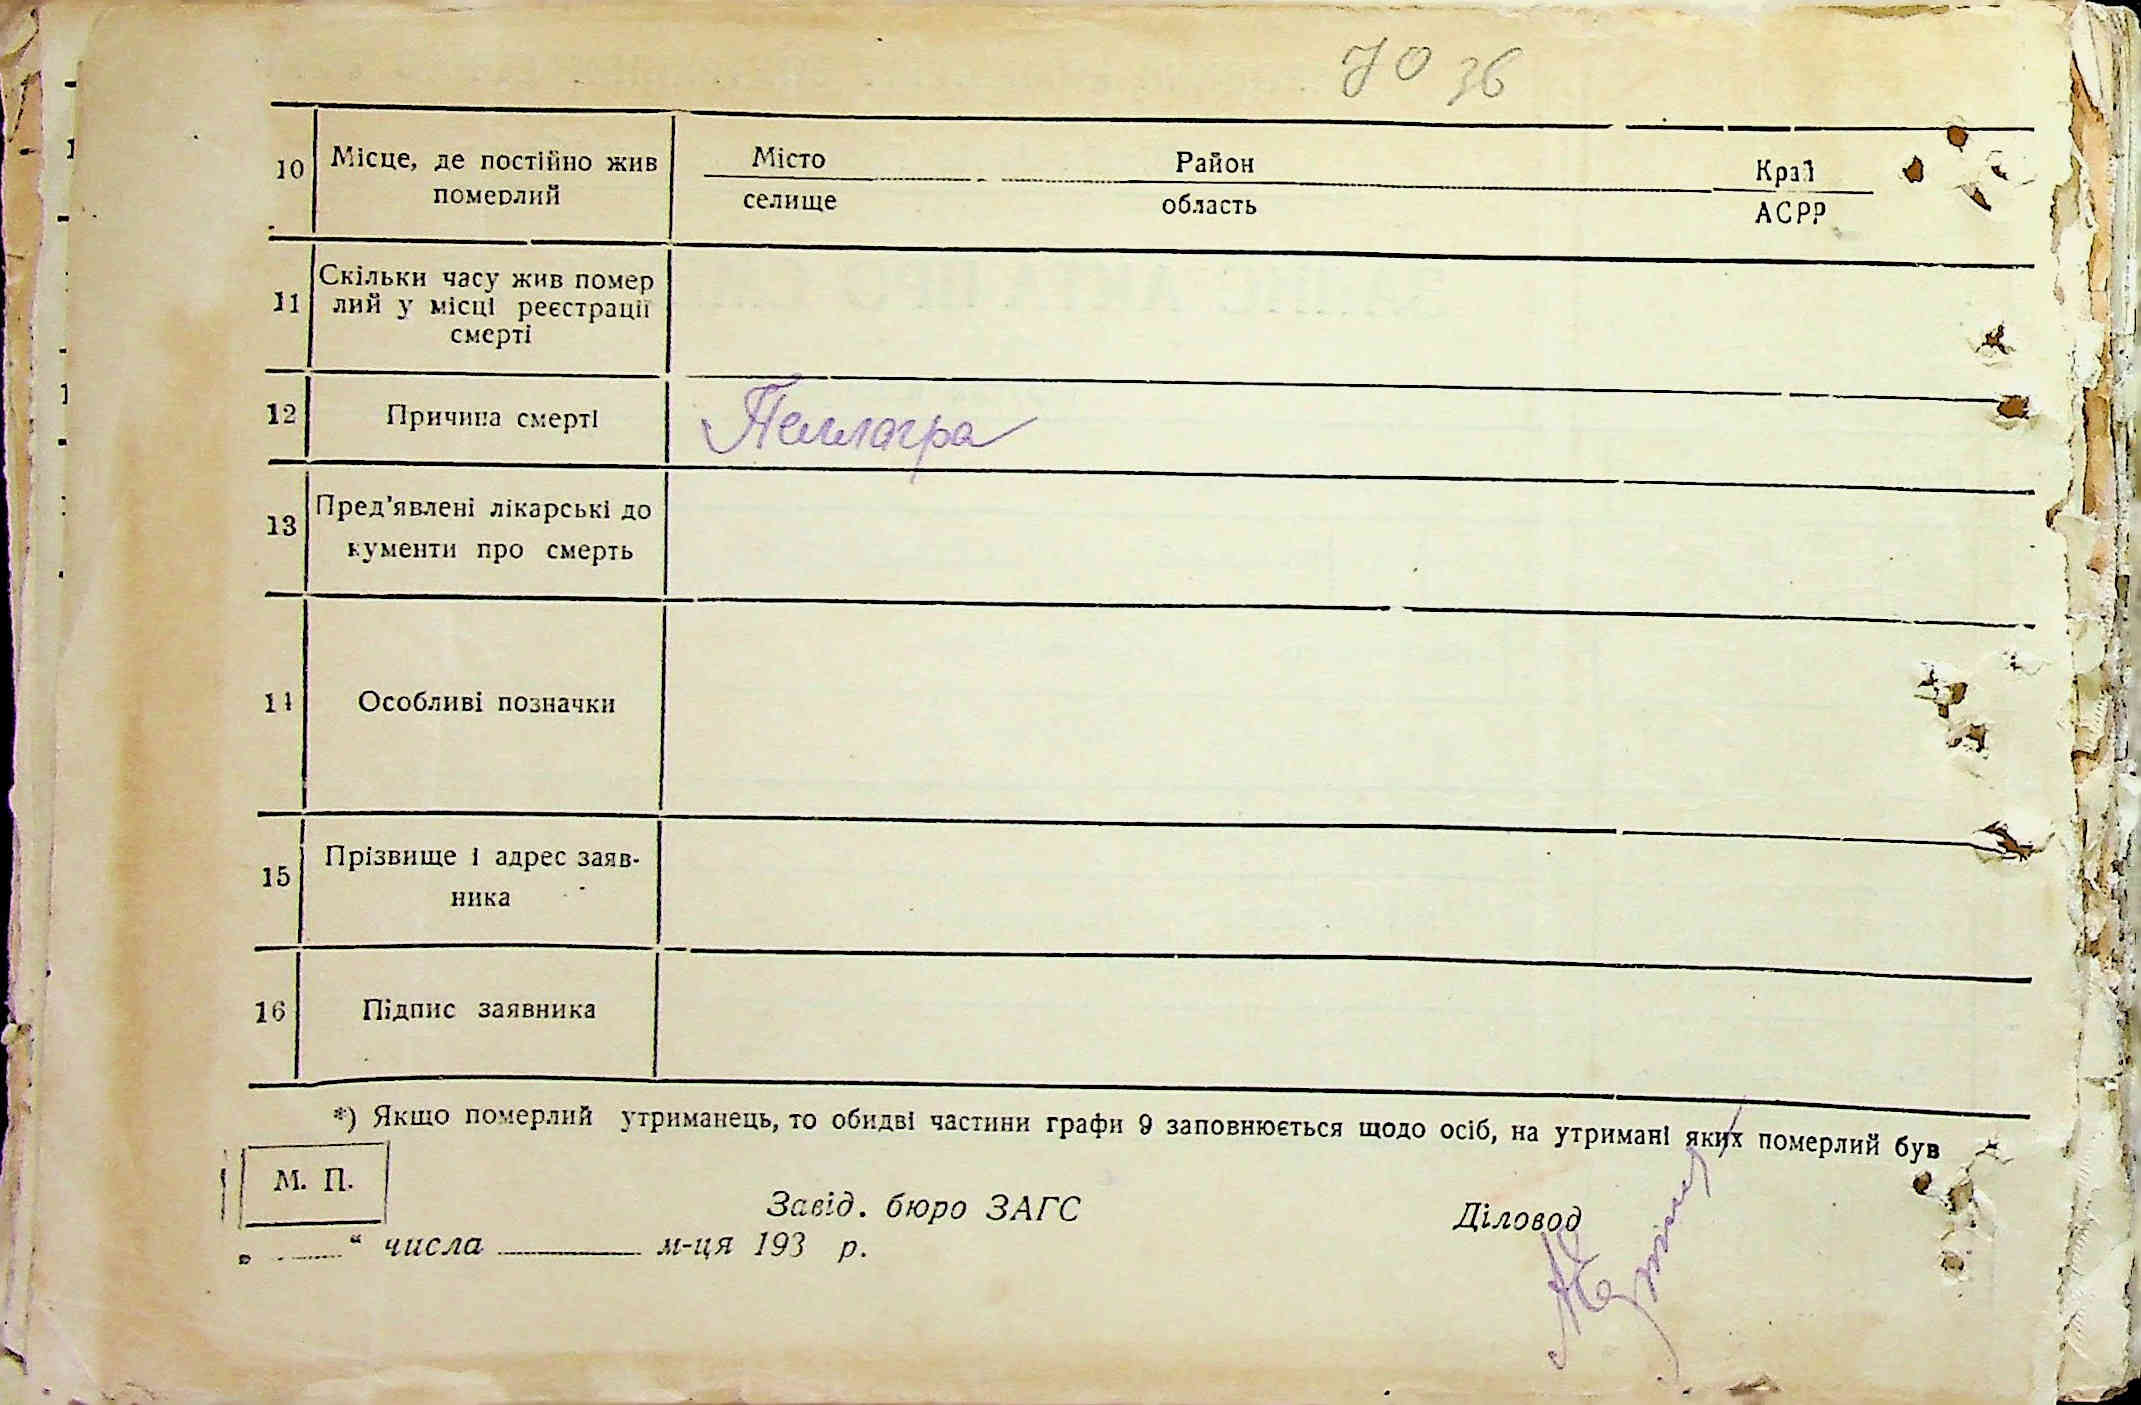 36
10 Місце, де постійно жив Місто Район Край
померлий селище область АСРР
Скільки часу жив помер
11 лий у місці реєстрації
смерті
12 Причина смерті Пеллагра
Пред'явлені лікарські до
13
кументи про смерть
14 Особливі позначки
Прізвище і адрес заяв-
15
ника
16 Підпис заявника
*) Якщо померлий утриманець, то обидві частини графи 9 заповнюється щодо осіб, на утримані яких померлий був
М. П.
Завід. бюро ЗАГС Діловод
„ ...... “ числа ______ м-ця 193 р.